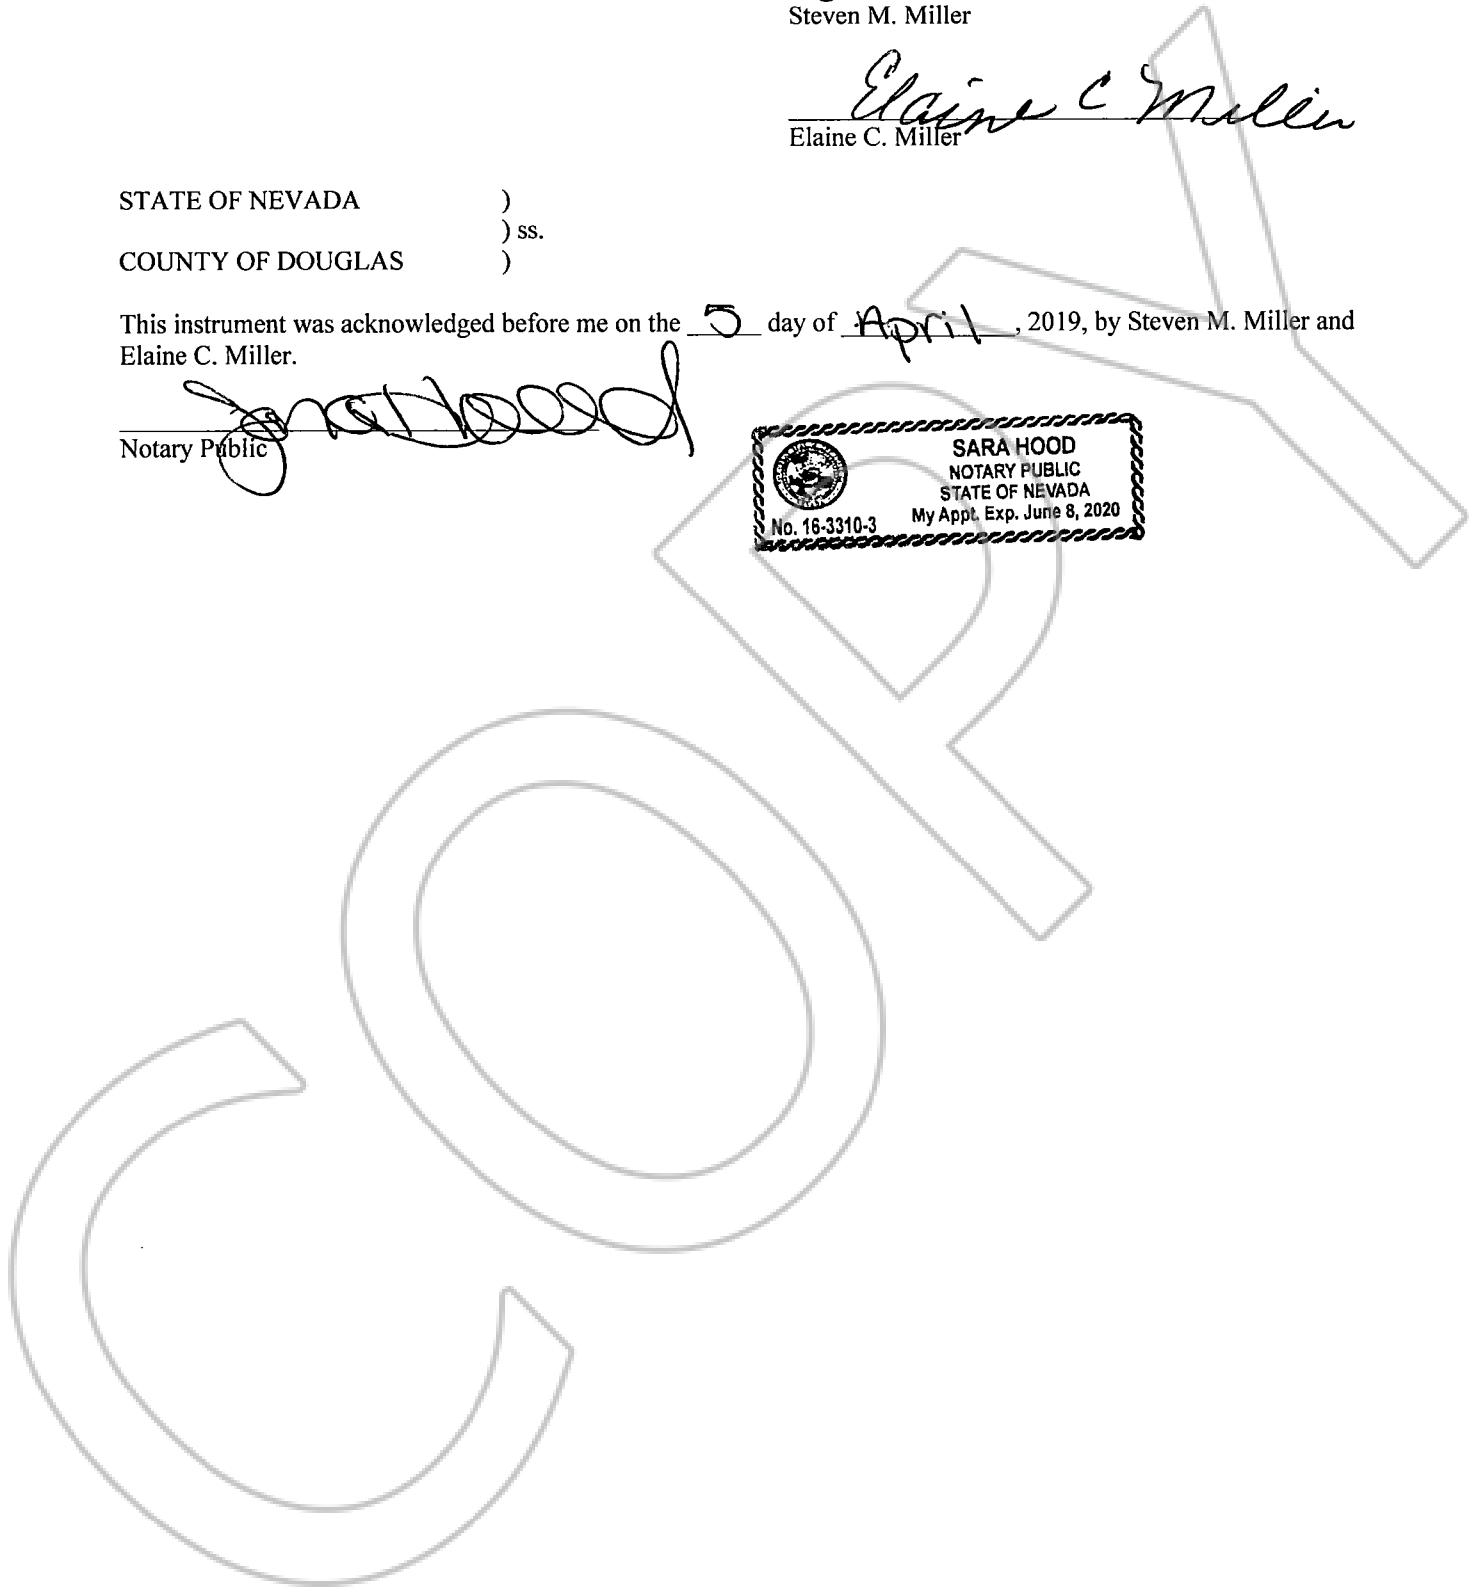 Steven M. Miller
Elaine C Miller
Elaine C. Miller
STATE OF NEVADA )
) ss.
COUNTY OF DOUGLAS )
This instrument was acknowledged before me on the 5 day of April, 2019, by Steven M. Miller and
Elaine C. Miller.
Sara Hood
Notary Public
SARA HOOD
NOTARY PUBLIC
STATE OF NEVADA
No. 16-3310-3 My Appt. Exp. June 8, 2020
COPY